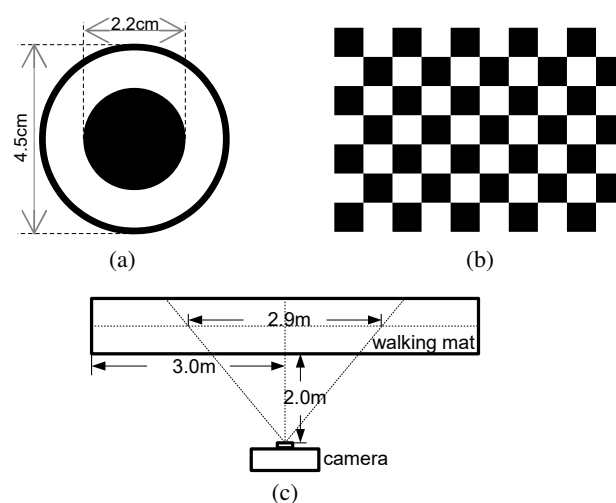 2.2cm
4.5cm
(a)
(b)
2.9m
walking mat
3.0m
2.0m
camera
(c)